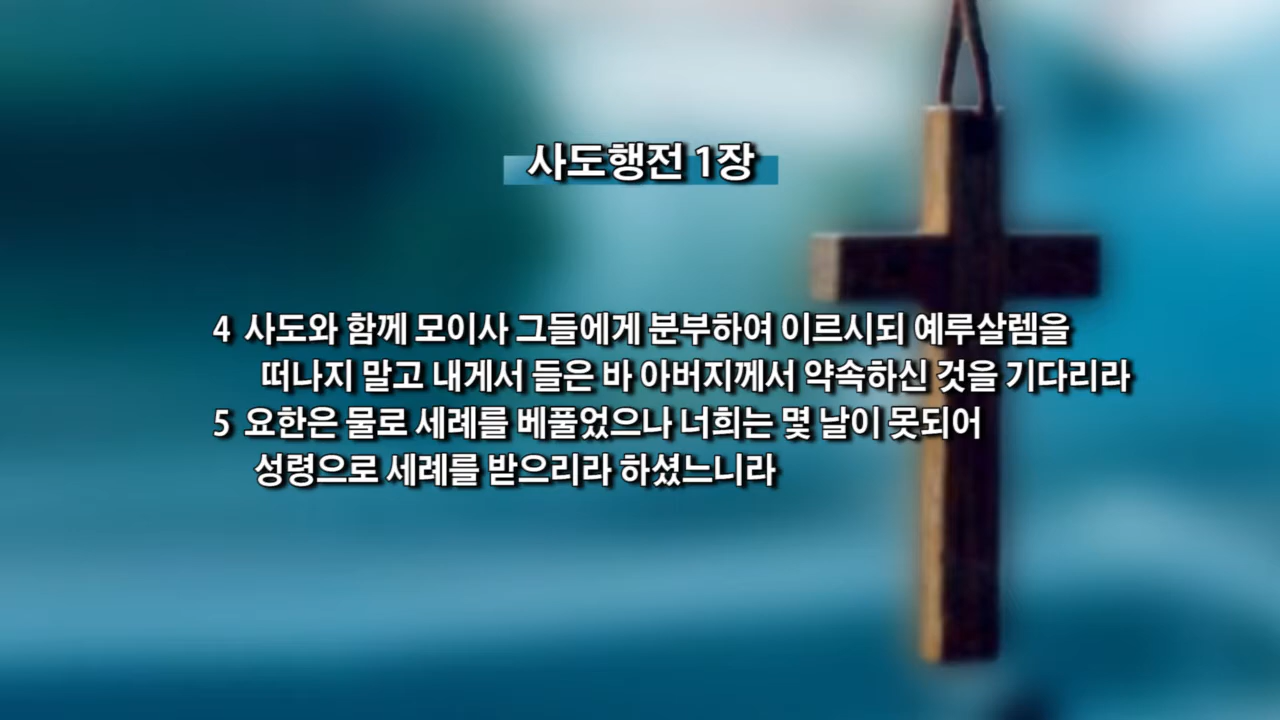 사도행전 1장
4 사도와 함께 모이사 그들에게 분부하여 이르시되 예루살렘을
떠나지 말고 내게서 들은 바 아버지께서 약속하신 것을 기다리라
5 요한은 물로 세례를 베풀었으나 너희는 몇 날이 못되어
성령으로 세례를 받으리라 하셨느니라